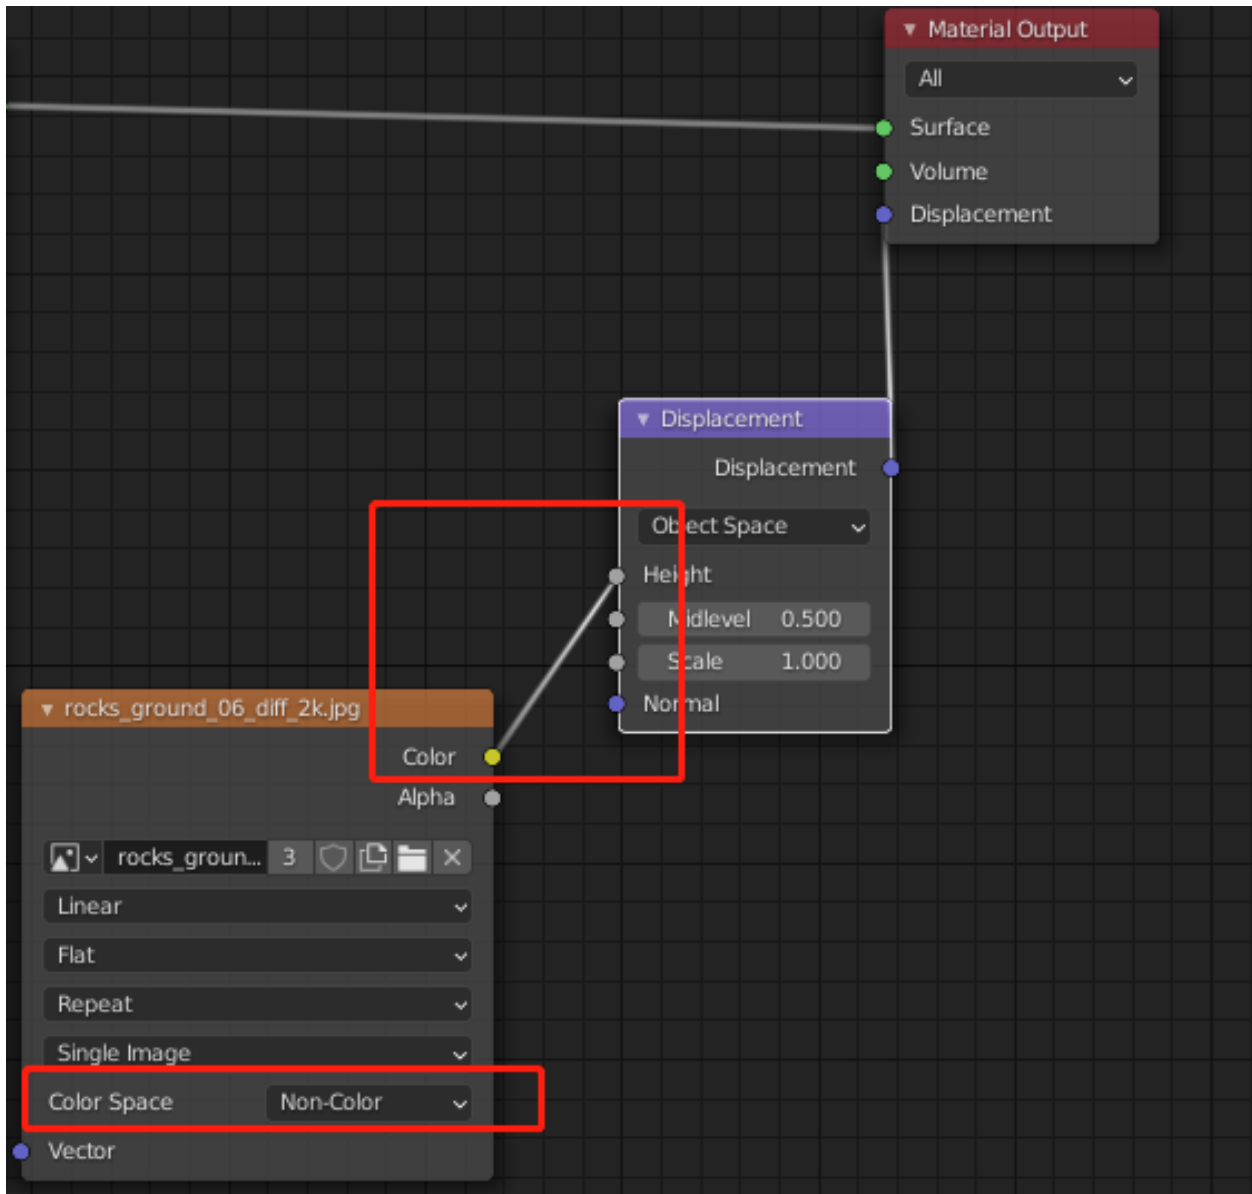 Material Output
All
Surface
Volume
Displacement
Displacement
Displacement
Object Space
Height
Midlevel 0.500
Scale 1.000
Normal
rocks_ground_06_diff_2k.jpg
Color
Alpha
rocks_groun... 3
Linear
Flat
Repeat
Single Image
Color Space Non-Color
Vector